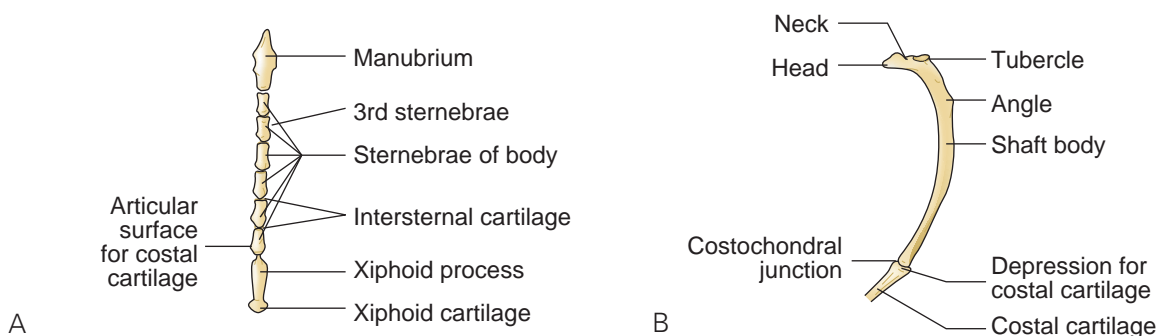 Manubrium
3rd sternebrae
Sternebrae of body
Intersternal cartilage
Articular
surface
for costal
cartilage
Xiphoid process
Xiphoid cartilage
A
Neck
Head
Tubercle
Angle
Shaft body
Costochondral
junction
Depression for
costal cartilage
Costal cartilage
B